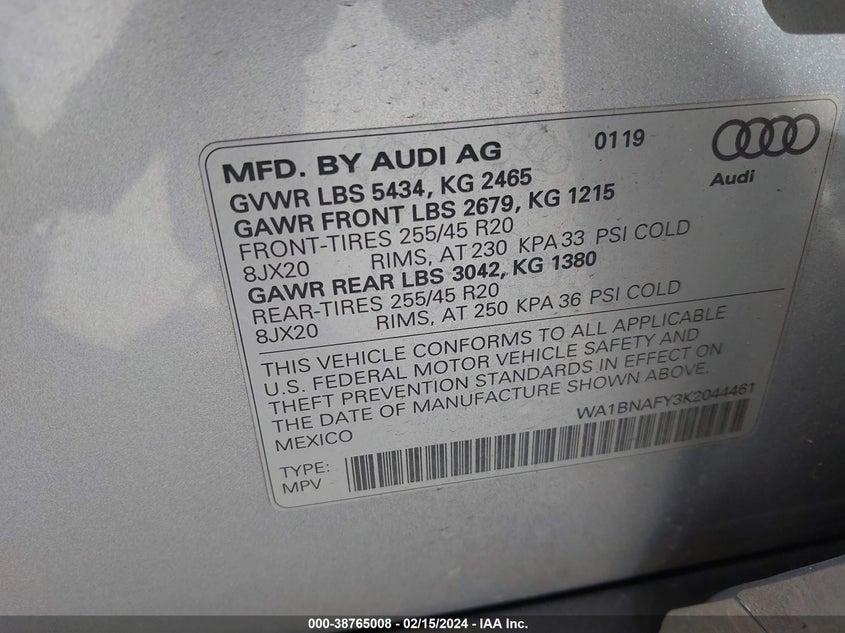 MFD. BY AUDI AG 0119
Audi
GVWR LBS 5434, KG 2465
GAWR FRONT LBS 2679, KG 1215
FRONT-TIRES 255/45 R20
8JX20 RIMS, AT 230 KPA 33 PSI COLD
GAWR REAR LBS 3042, KG 1380
REAR-TIRES 255/45 R20
8JX20 RIMS, AT 250 KPA 36 PSI COLD
THIS VEHICLE CONFORMS TO ALL APPLICABLE
U.S. FEDERAL MOTOR VEHICLE SAFETY AND
THEFT PREVENTION STANDARDS IN EFFECT ON
THE DATE OF MANUFACTURE SHOWN ABOVE.
MEXICO
WA1BNAFY3K2044461
TYPE:
MPV
000-38765008 - 02/15/2024 - IAA Inc.